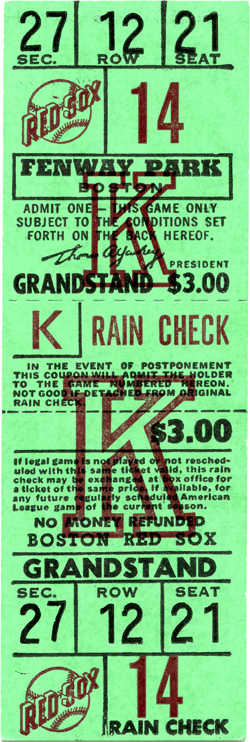 27 12 21
SEC. ROW SEAT
RED SOX
14
FENWAY PARK
BOSTON
ADMIT ONE - THIS GAME ONLY
SUBJECT TO THE CONDITIONS SET
FORTH ON THE BACK HEREOF.
Thomas A Yawkey
PRESIDENT
K
GRANDSTAND $3.00
K RAIN CHECK
IN THE EVENT OF POSTPONEMENT
THIS COUPON WILL ADMIT THE HOLDER
TO THE GAME NUMBERED HEREON.
NOT GOOD IF DETACHED FROM ORIGINAL
RAIN CHECK.
K
$3.00
If legal game is not played or not resched-
uled with this same ticket valid, this rain
check may be exchanged at box office for
a ticket of the same price, if available, for
any future regularly scheduled American
League game of the current season.
NO MONEY REFUNDED
BOSTON RED SOX
GRANDSTAND
SEC. ROW SEAT
27 12 21
RED SOX
14
RAIN CHECK